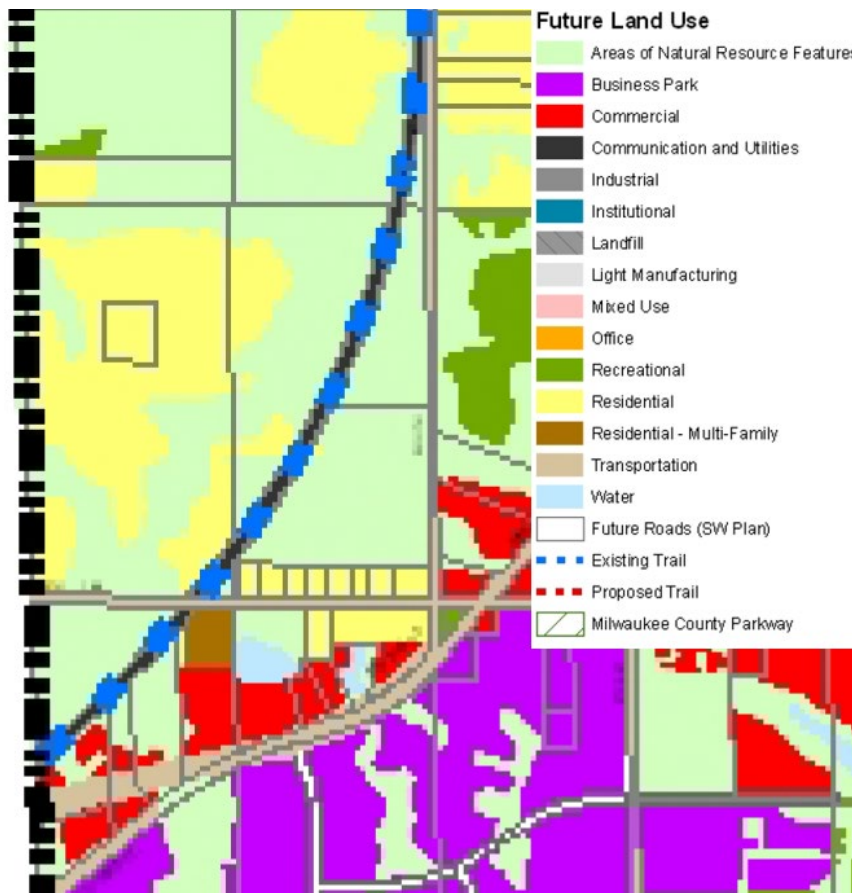 Future Land Use
Areas of Natural Resource Features
Business Park
Commercial
Communication and Utilities
Industrial
Institutional
Landfill
Light Manufacturing
Mixed Use
Office
Recreational
Residential
Residential - Multi-Family
Transportation
Water
Future Roads (SW Plan)
Existing Trail
Proposed Trail
Milwaukee County Parkway